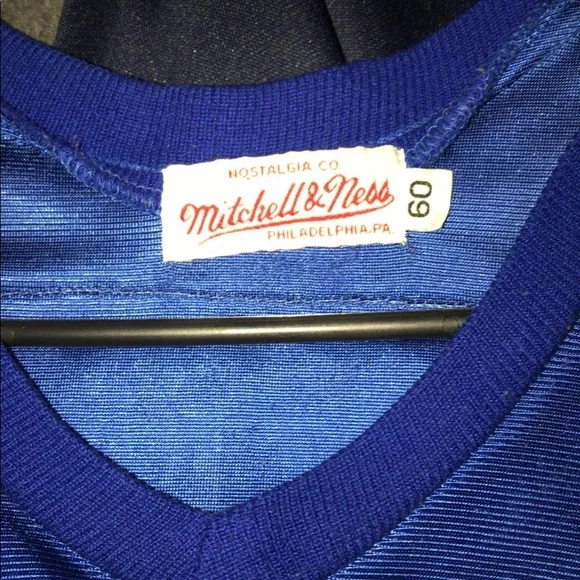 NOSTALGIA CO.
Mitchell & Ness
PHILADELPHIA, PA.
60